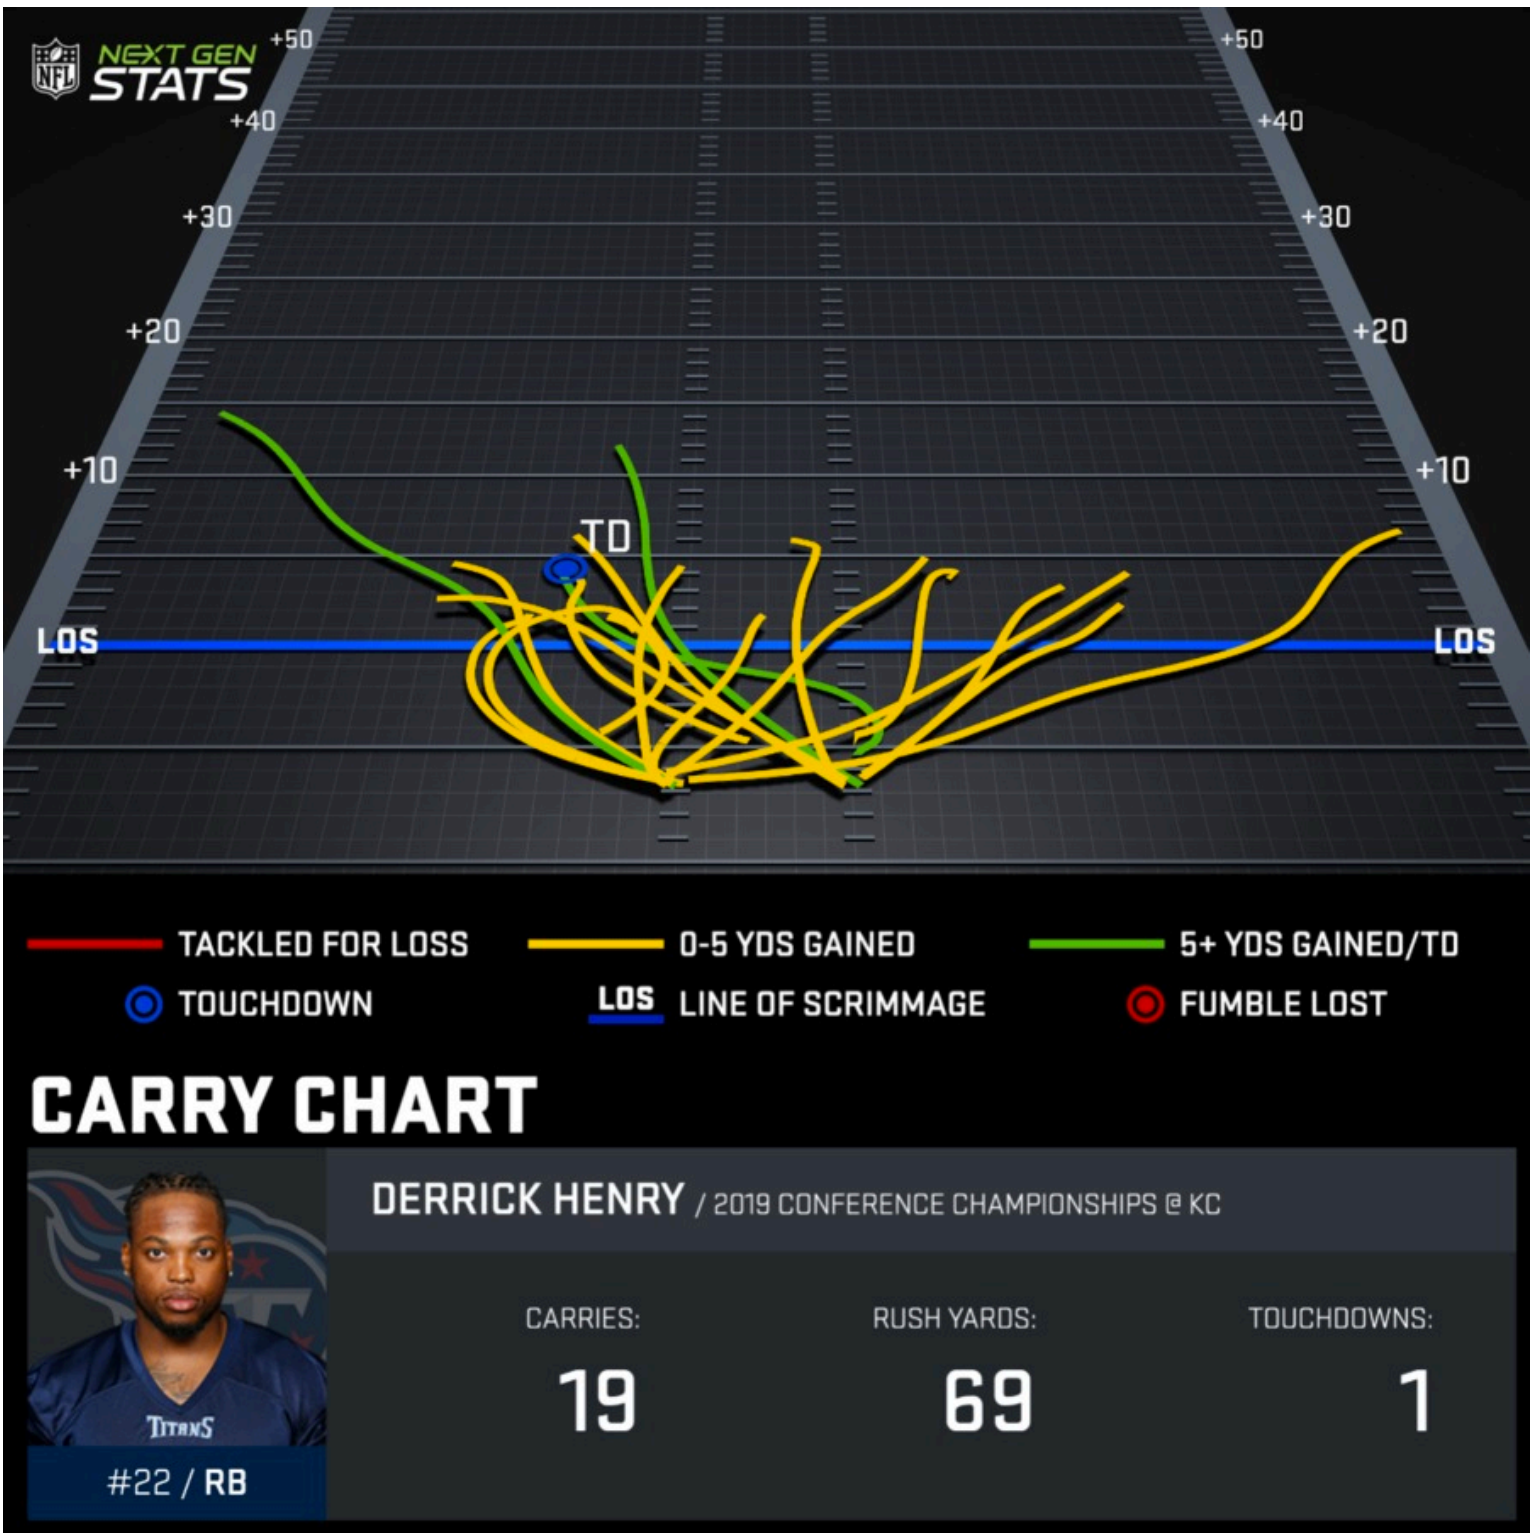 NFL
NEXT GEN
STATS
+50 +50
+40 +40
+30 +30
+20 +20
+10 +10
TD
LOS LOS
TACKLED FOR LOSS 0-5 YDS GAINED 5+ YDS GAINED/TD
TOUCHDOWN LOS LINE OF SCRIMMAGE FUMBLE LOST
CARRY CHART
DERRICK HENRY / 2019 CONFERENCE CHAMPIONSHIPS @ KC
CARRIES: RUSH YARDS: TOUCHDOWNS:
19 69 1
TITANS
#22 / RB